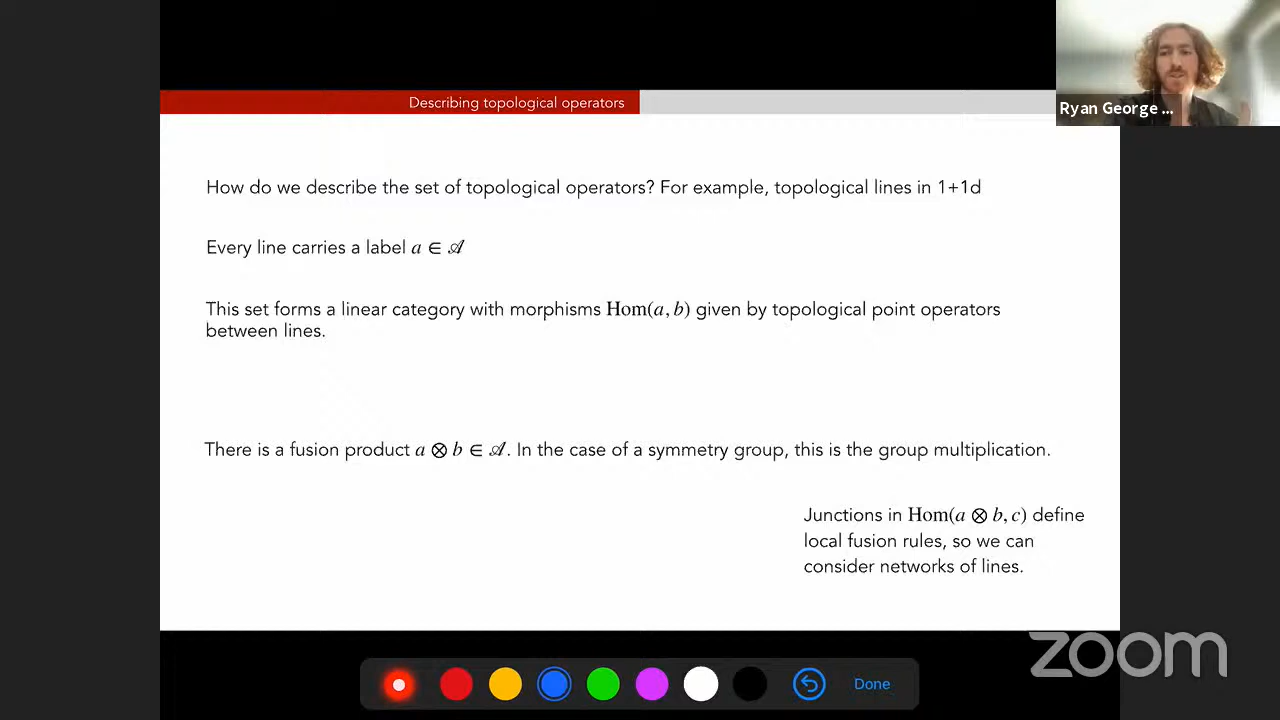 Describing topological operators
Ryan George ...
How do we describe the set of topological operators? For example, topological lines in 1+1d
Every line carries a label a ∈ 𝒜
This set forms a linear category with morphisms Hom(a, b) given by topological point operators
between lines.
There is a fusion product a ⊗ b ∈ 𝒜. In the case of a symmetry group, this is the group multiplication.
Junctions in Hom(a ⊗ b, c) define
local fusion rules, so we can
consider networks of lines.
zoom
Done